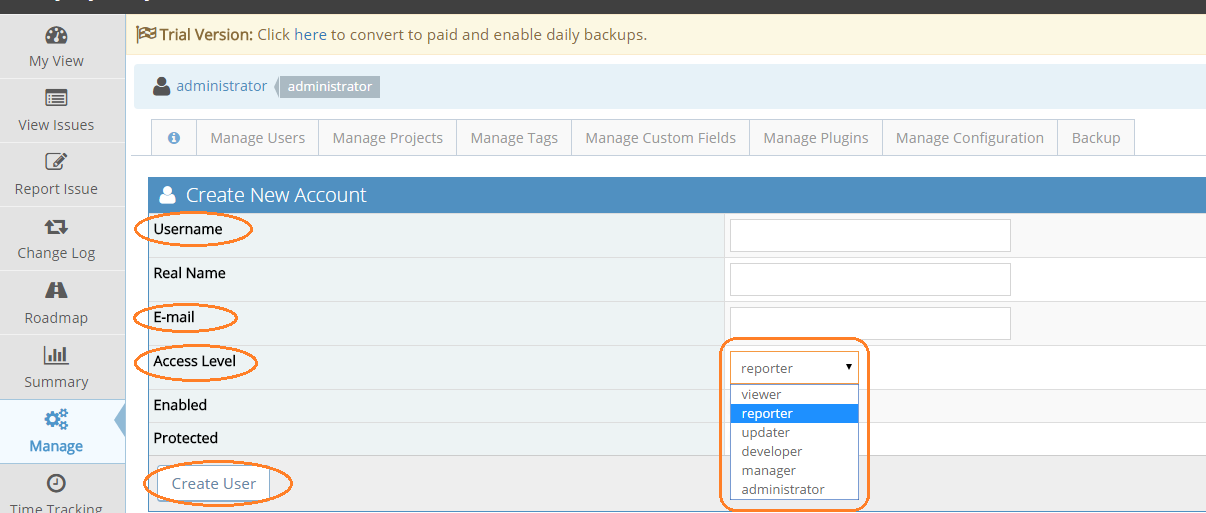 Trial Version: Click here to convert to paid and enable daily backups.
My View
administrator administrator
View Issues
Manage Users Manage Projects Manage Tags Manage Custom Fields Manage Plugins Manage Configuration Backup
Report Issue
Create New Account
Username
Change Log
Real Name
Roadmap
E-mail
Access Level
reporter
Summary
viewer
Enabled
reporter
updater
Protected
developer
Manage
manager
Create User
administrator
Time Tracking